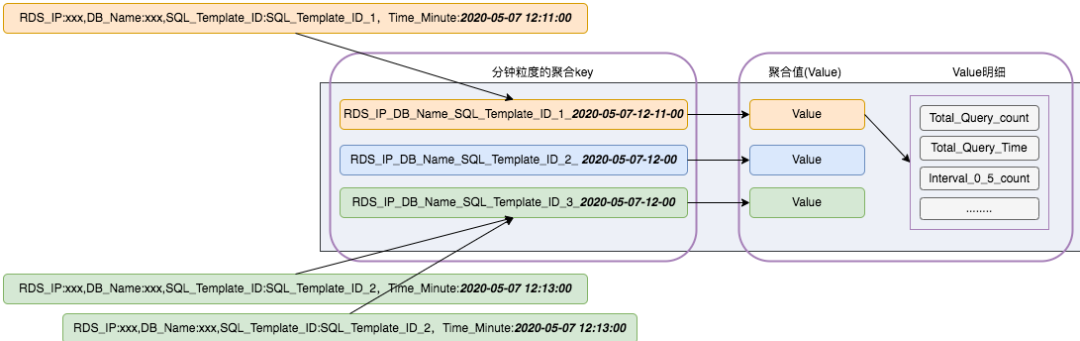 RDS_IP:xxx,DB_Name:xxx,SQL_Template_ID:SQL_Template_ID_1，Time_Minute:2020-05-07 12:11:00
分钟粒度的聚合key
聚合值(Value)
Value明细
RDS_IP_DB_Name_SQL_Template_ID_1_2020-05-07-12-11-00
Value
Total_Query_count
Total_Query_Time
RDS_IP_DB_Name_SQL_Template_ID_2_ 2020-05-07-12-00
Value
Interval_0_5_count
RDS_IP_DB_Name_SQL_Template_ID_3_2020-05-07-12-00
Value
........
RDS_IP:xxx,DB_Name:xxx,SQL_Template_ID:SQL_Template_ID_2，Time_Minute:2020-05-07 12:13:00
RDS_IP:xxx,DB_Name:xxx,SQL_Template_ID:SQL_Template_ID_2，Time_Minute:2020-05-07 12:13:00